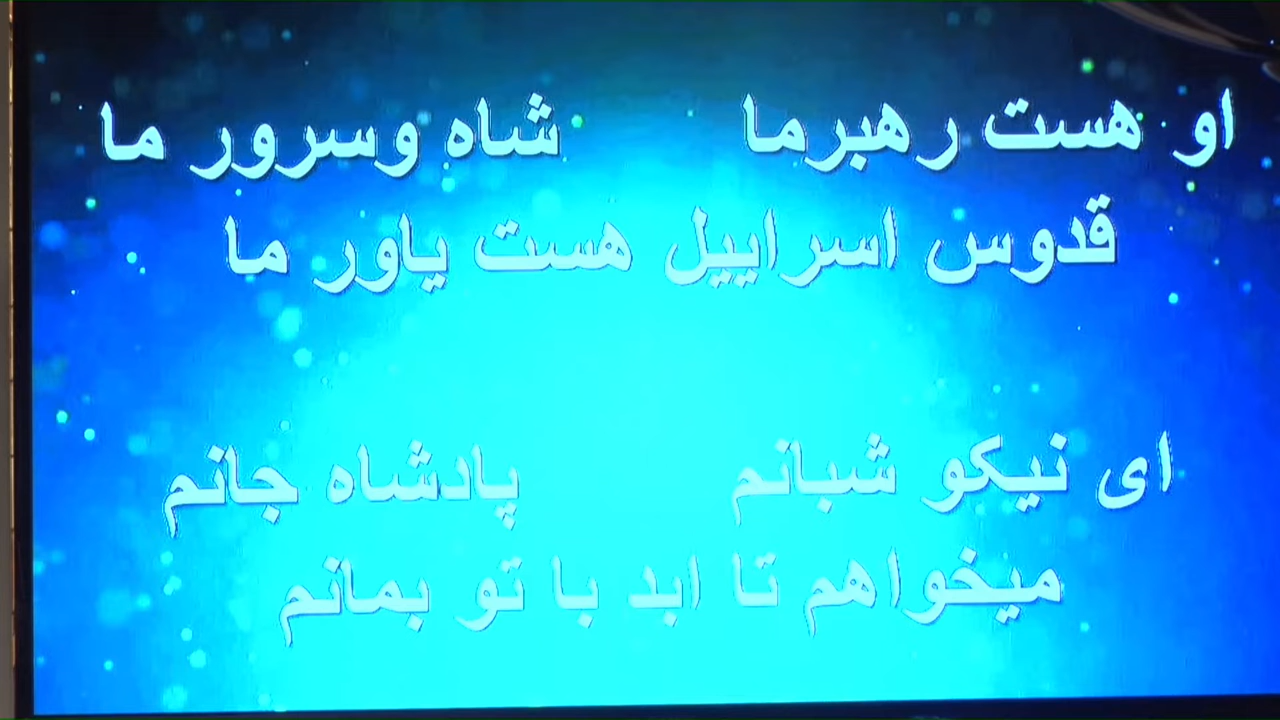 او هست رهبرما شاه وسرور ما
قدوس اسراییل هست یاور ما
ای نیکو شبانم پادشاه جانم
میخواهم تا ابد با تو بمانم